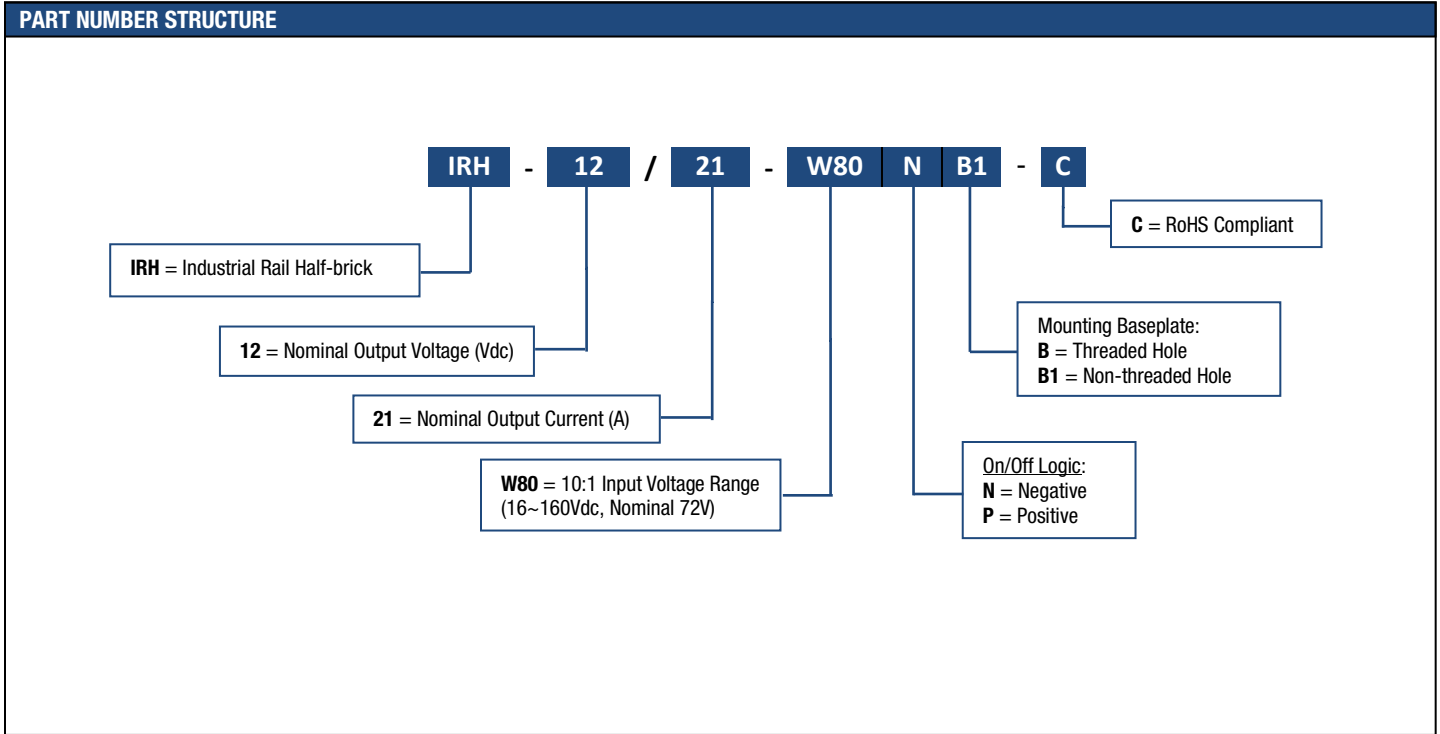 PART NUMBER STRUCTURE
IRH - 12 / 21 - W80 N B1 - C
C = RoHS Compliant
IRH = Industrial Rail Half-brick
Mounting Baseplate:
B = Threaded Hole
B1 = Non-threaded Hole
12 = Nominal Output Voltage (Vdc)
21 = Nominal Output Current (A)
On/Off Logic:
N = Negative
P = Positive
W80 = 10:1 Input Voltage Range
(16~160Vdc, Nominal 72V)